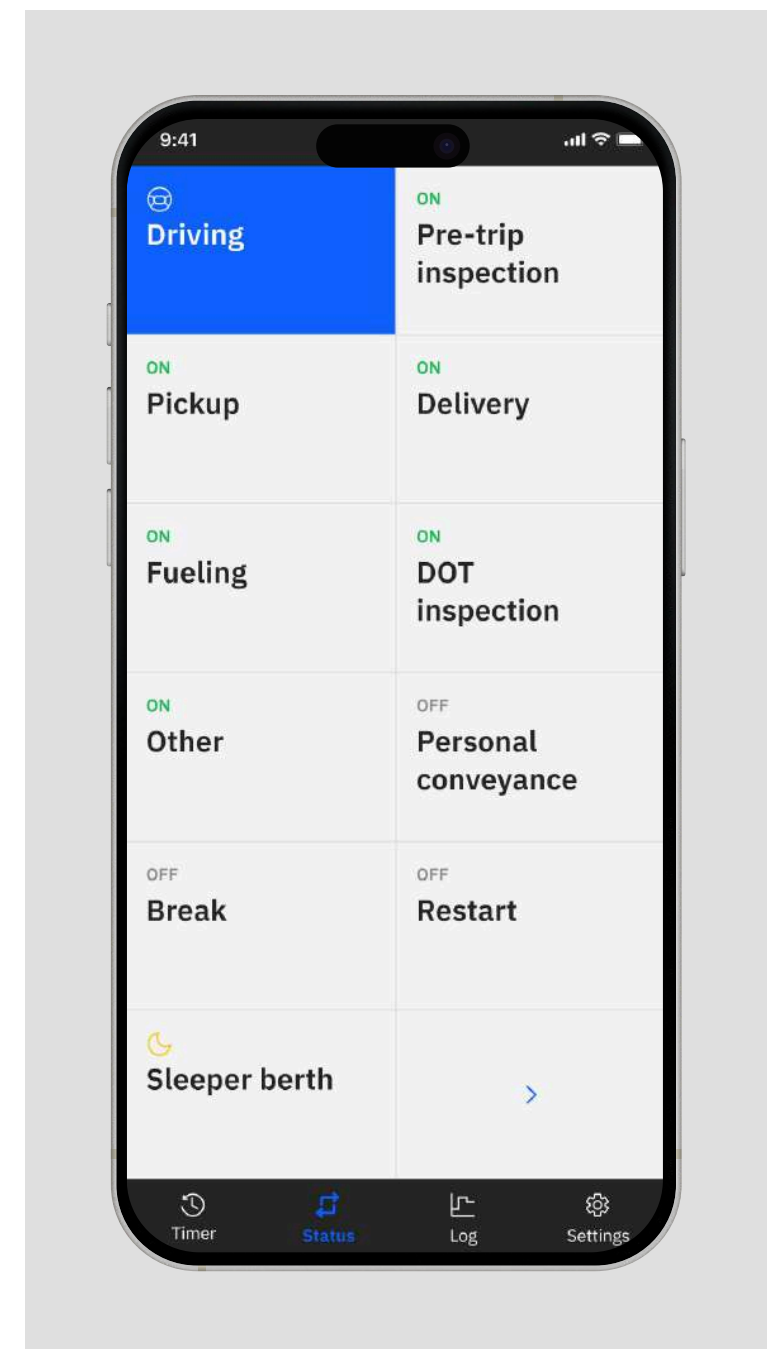 9:41
Driving
ON
Pre-trip
inspection
ON
Pickup
ON
Delivery
ON
Fueling
ON
DOT
inspection
ON
Other
OFF
Personal
conveyance
OFF
Break
OFF
Restart
Sleeper berth
Timer
Status
Log
Settings